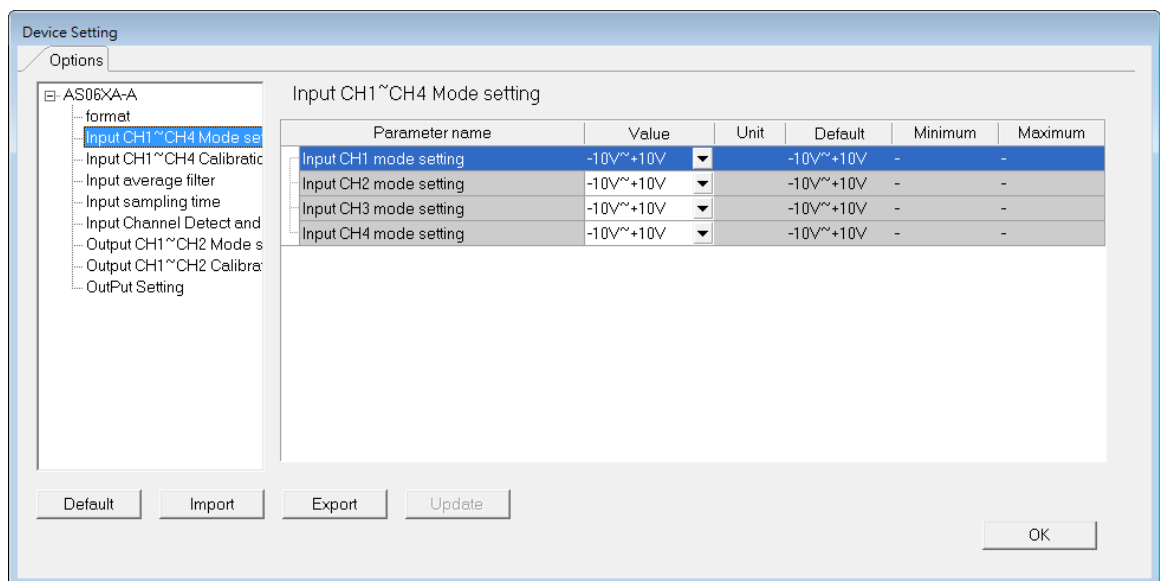 Device Setting
Options
AS06XA-A
format
Input CH1~CH4 Mode se
Input CH1~CH4 Calibratic
Input average filter
Input sampling time
Input Channel Detect and
Output CH1~CH2 Mode s
Output CH1~CH2 Calibra
OutPut Setting
Input CH1~CH4 Mode setting
Parameter name Value Unit Default Minimum Maximum
Input CH1 mode setting -10V~+10V -10V~+10V - -
Input CH2 mode setting -10V~+10V -10V~+10V - -
Input CH3 mode setting -10V~+10V -10V~+10V - -
Input CH4 mode setting -10V~+10V -10V~+10V - -
Default Import Export Update
OK